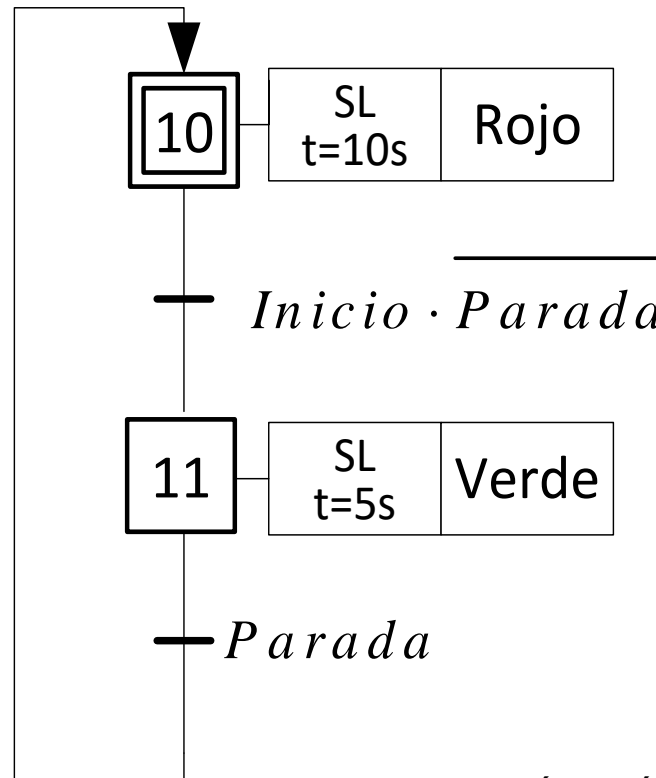 10
SL
t=10s
Rojo
Inicio · Parada
11
SL
t=5s
Verde
Parada